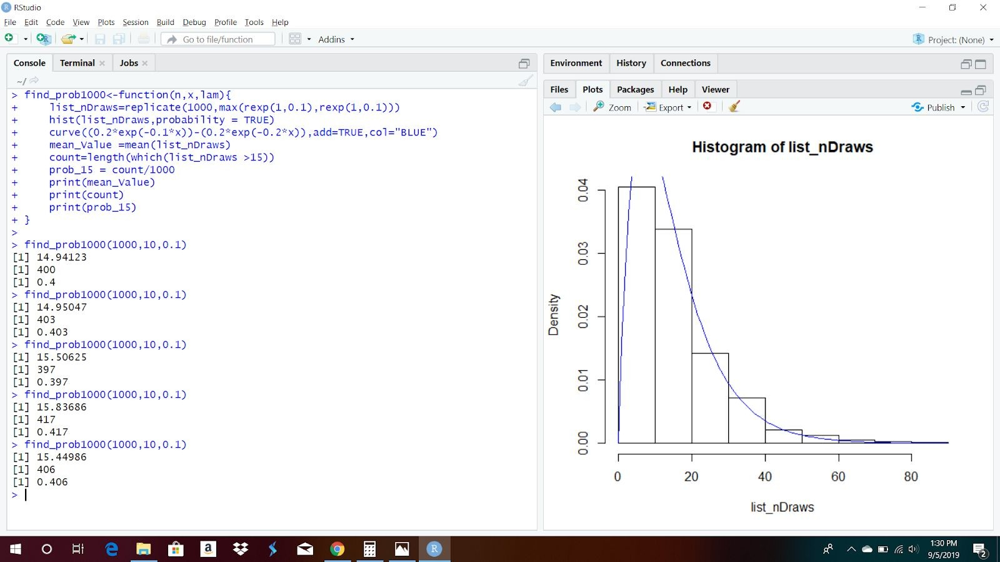 RStudio
File Edit Code View Plots Session Build Debug Profile Tools Help
Go to file/function Addins Project: (None)
Console Terminal Jobs
~/
> find_prob1000<-function(n,x,lam){
+     list_nDraws=replicate(1000,max(rexp(1,0.1),rexp(1,0.1)))
+     hist(list_nDraws,probability = TRUE)
+     curve((0.2*exp(-0.1*x))-(0.2*exp(-0.2*x)),add=TRUE,col="BLUE")
+     mean_Value =mean(list_nDraws)
+     count=length(which(list_nDraws >15))
+     prob_15 = count/1000
+     print(mean_Value)
+     print(count)
+     print(prob_15)
+ }
>
> find_prob1000(1000,10,0.1)
[1] 14.94123
[1] 400
[1] 0.4
> find_prob1000(1000,10,0.1)
[1] 14.95047
[1] 403
[1] 0.403
> find_prob1000(1000,10,0.1)
[1] 15.50625
[1] 397
[1] 0.397
> find_prob1000(1000,10,0.1)
[1] 15.83686
[1] 417
[1] 0.417
> find_prob1000(1000,10,0.1)
[1] 15.44986
[1] 406
[1] 0.406
>
Environment History Connections
Files Plots Packages Help Viewer
Zoom Export Publish
Histogram of list_nDraws
Density
0.04
0.03
0.02
0.01
0.00
0 20 40 60 80
list_nDraws
1:30 PM
9/5/2019
2